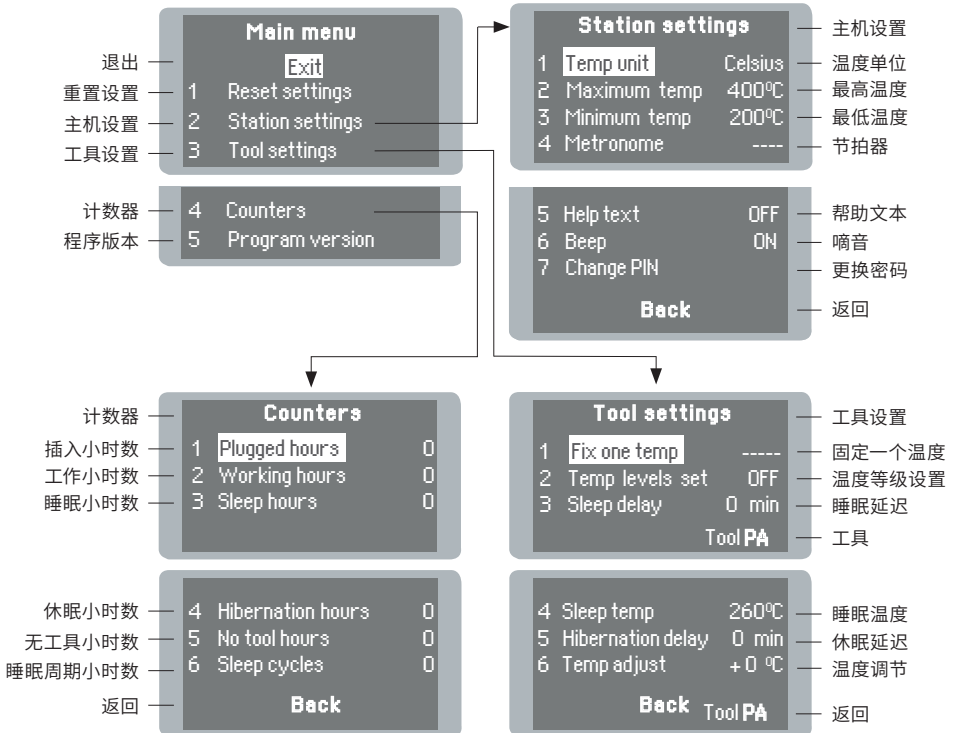 Main menu
退出 Exit
重置设置 1 Reset settings
主机设置 2 Station settings
工具设置 3 Tool settings
计数器 4 Counters
程序版本 5 Program version
Station settings 主机设置
1 Temp unit Celsius 温度单位
2 Maximum temp 400ºC 最高温度
3 Minimum temp 200ºC 最低温度
4 Metronome ---- 节拍器
5 Help text OFF 帮助文本
6 Beep ON 嘀音
7 Change PIN 更换密码
Back 返回
计数器 Counters
插入小时数 1 Plugged hours 0
工作小时数 2 Working hours 0
睡眠小时数 3 Sleep hours 0
休眠小时数 4 Hibernation hours 0
无工具小时数 5 No tool hours 0
睡眠周期小时数 6 Sleep cycles 0
返回 Back
Tool settings 工具设置
1 Fix one temp ----- 固定一个温度
2 Temp levels set OFF 温度等级设置
3 Sleep delay 0 min 睡眠延迟
Tool PA 工具
4 Sleep temp 260ºC 睡眠温度
5 Hibernation delay 0 min 休眠延迟
6 Temp adjust +0 ºC 温度调节
Back Tool PA 返回